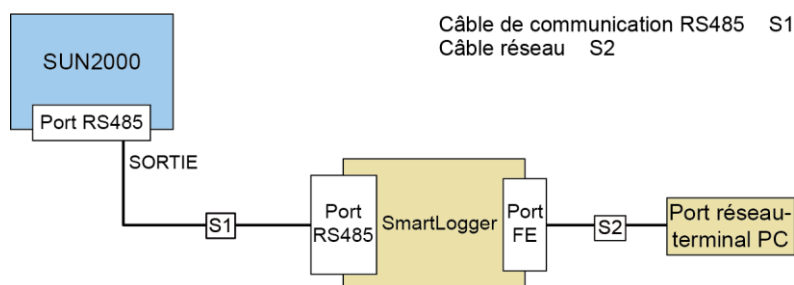 Câble de communication RS485 S1
Câble réseau S2
SUN2000
Port RS485
SORTIE
S1
Port
RS485
SmartLogger
Port
FE
S2
Port réseau-
terminal PC